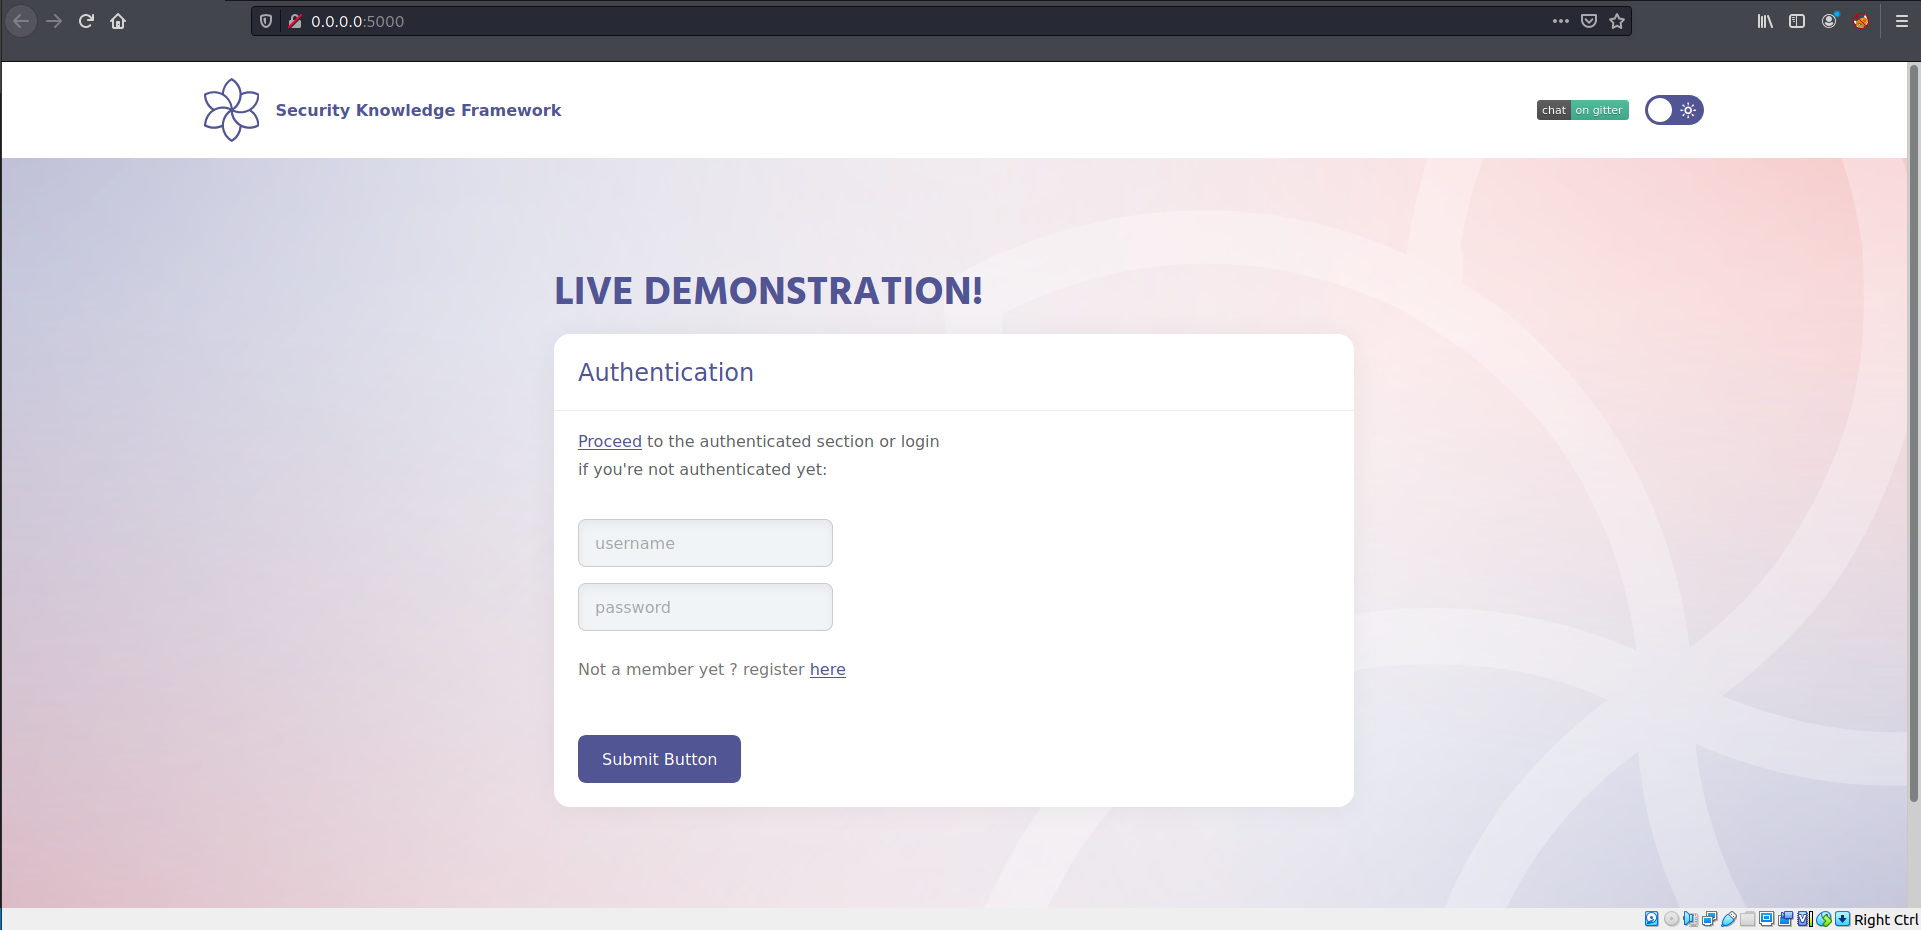 0.0.0.0:5000
Security Knowledge Framework
chat on gitter
LIVE DEMONSTRATION!
Authentication
Proceed to the authenticated section or login
if you're not authenticated yet:
username
password
Not a member yet ? register here
Submit Button
Right Ctrl